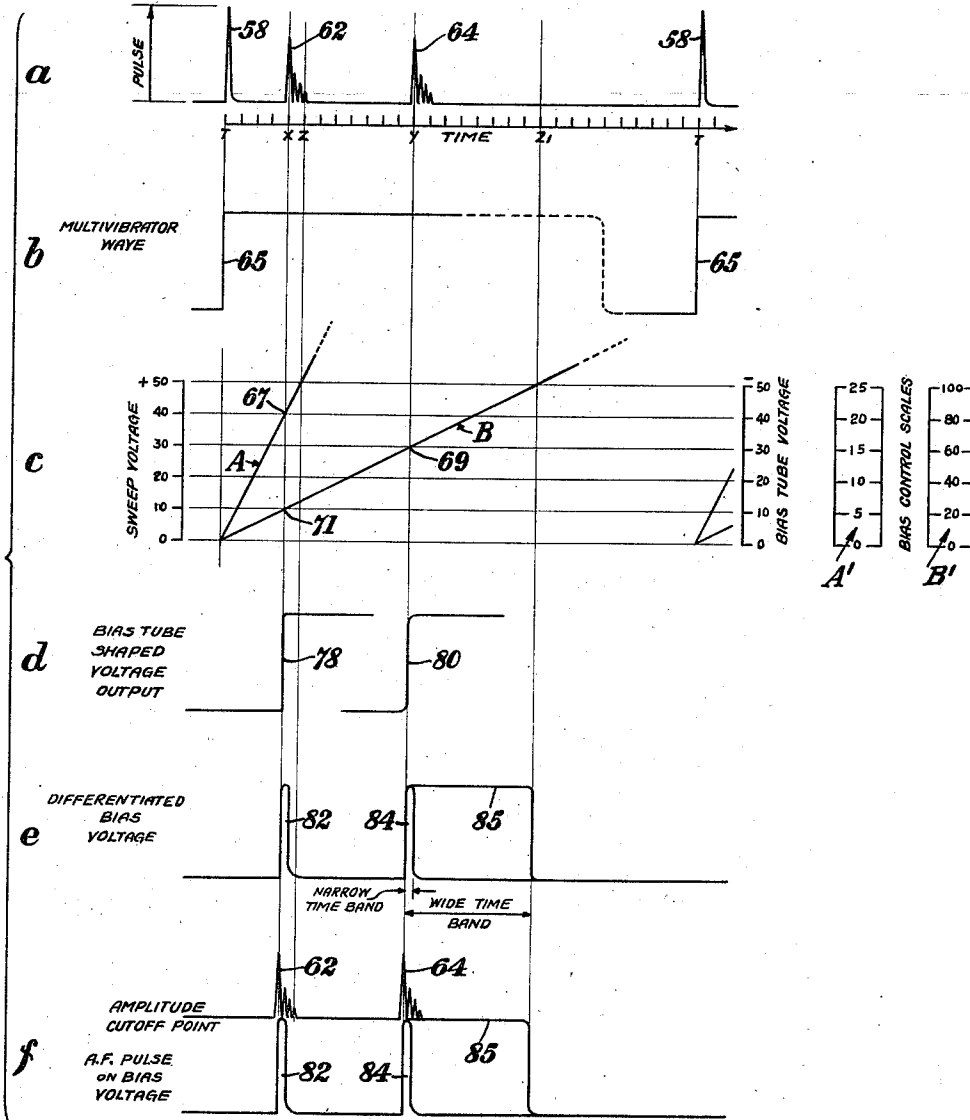 a
PULSE
58
62
64
58
T
X
Z
Y
TIME
Z1
T
b
MULTIVIBRATOR
WAVE
65
65
c
SWEEP VOLTAGE
+50
40
30
20
10
0
67
A
B
69
71
-
50
40
30
20
10
0
BIAS TUBE VOLTAGE
25
20
15
10
5
0
A'
BIAS CONTROL SCALES
100
80
60
40
20
0
B'
d
BIAS TUBE
SHAPED
VOLTAGE
OUTPUT
78
80
e
DIFFERENTIATED
BIAS
VOLTAGE
82
84
85
NARROW
TIME BAND
WIDE TIME
BAND
f
62
64
AMPLITUDE
CUTOFF POINT
A.F. PULSE
ON BIAS
VOLTAGE
82
84
85